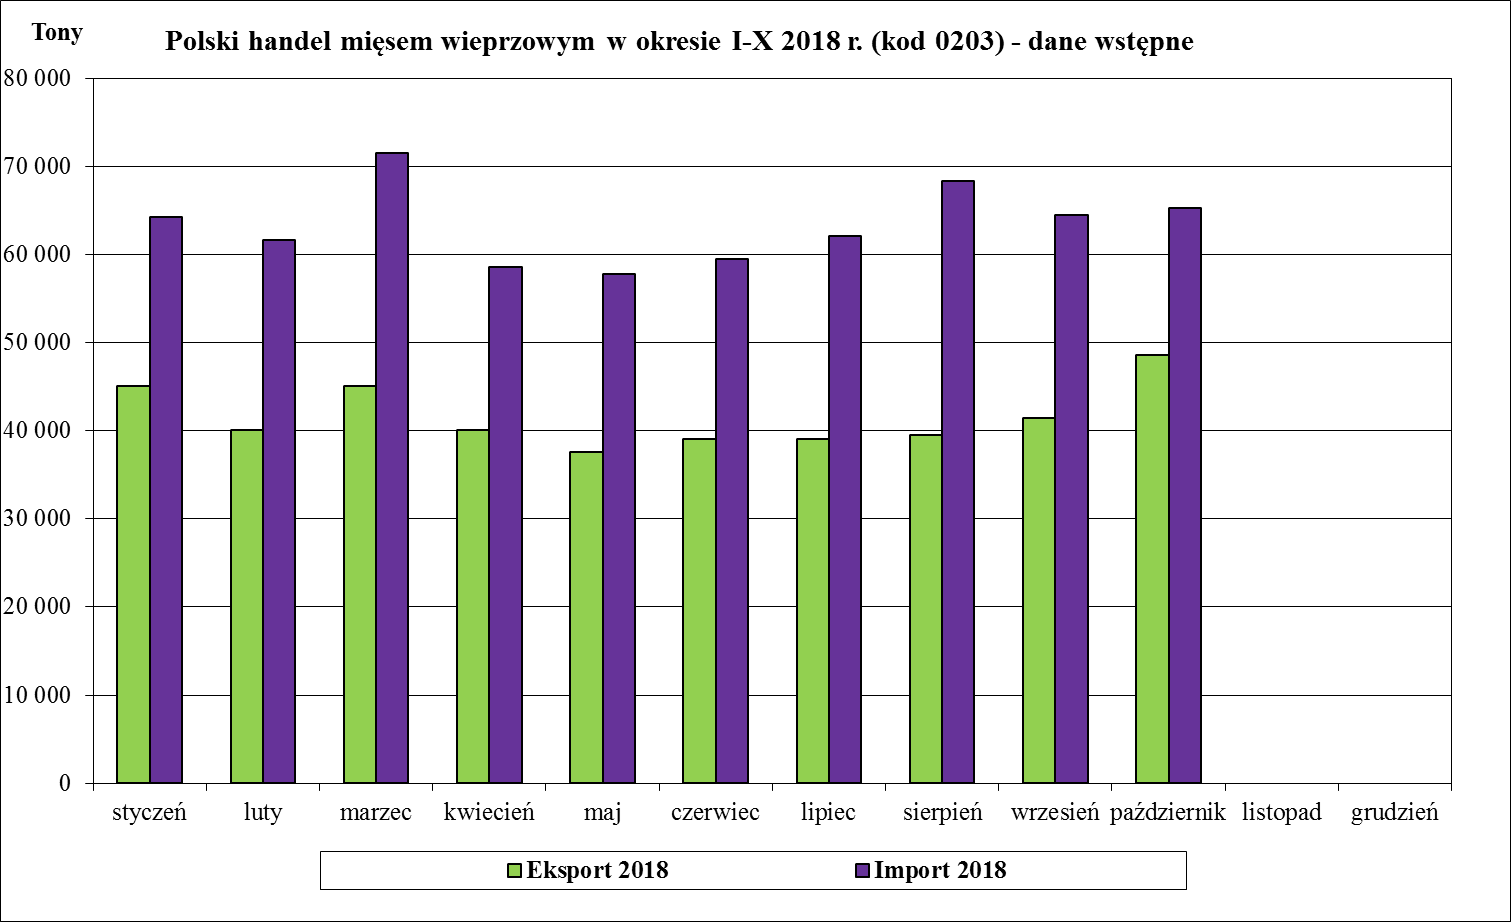 Tony
Polski handel mięsem wieprzowym w okresie I-X 2018 r. (kod 0203) - dane wstępne
80 000
70 000
60 000
50 000
40 000
30 000
20 000
10 000
0
styczeń luty marzec kwiecień maj czerwiec lipiec sierpień wrzesień październik listopad grudzień
Eksport 2018 Import 2018